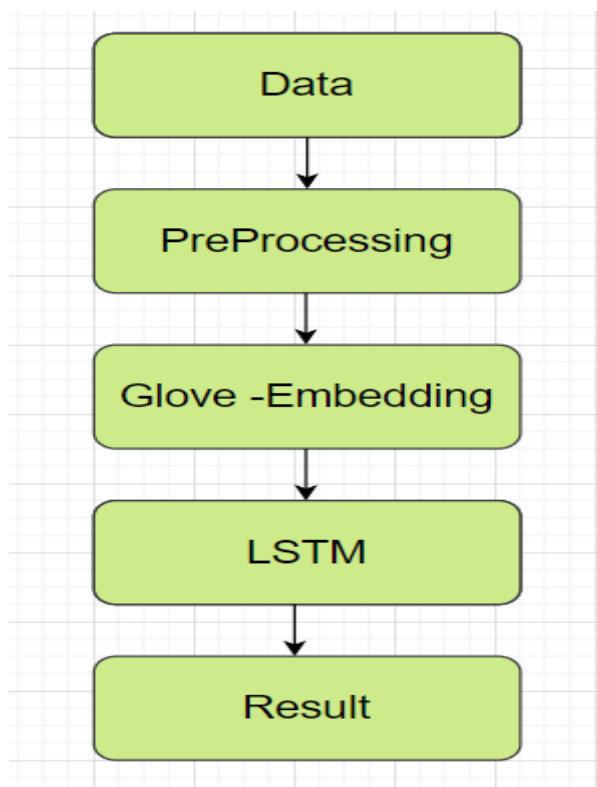 Data
PreProcessing
Glove -Embedding
LSTM
Result